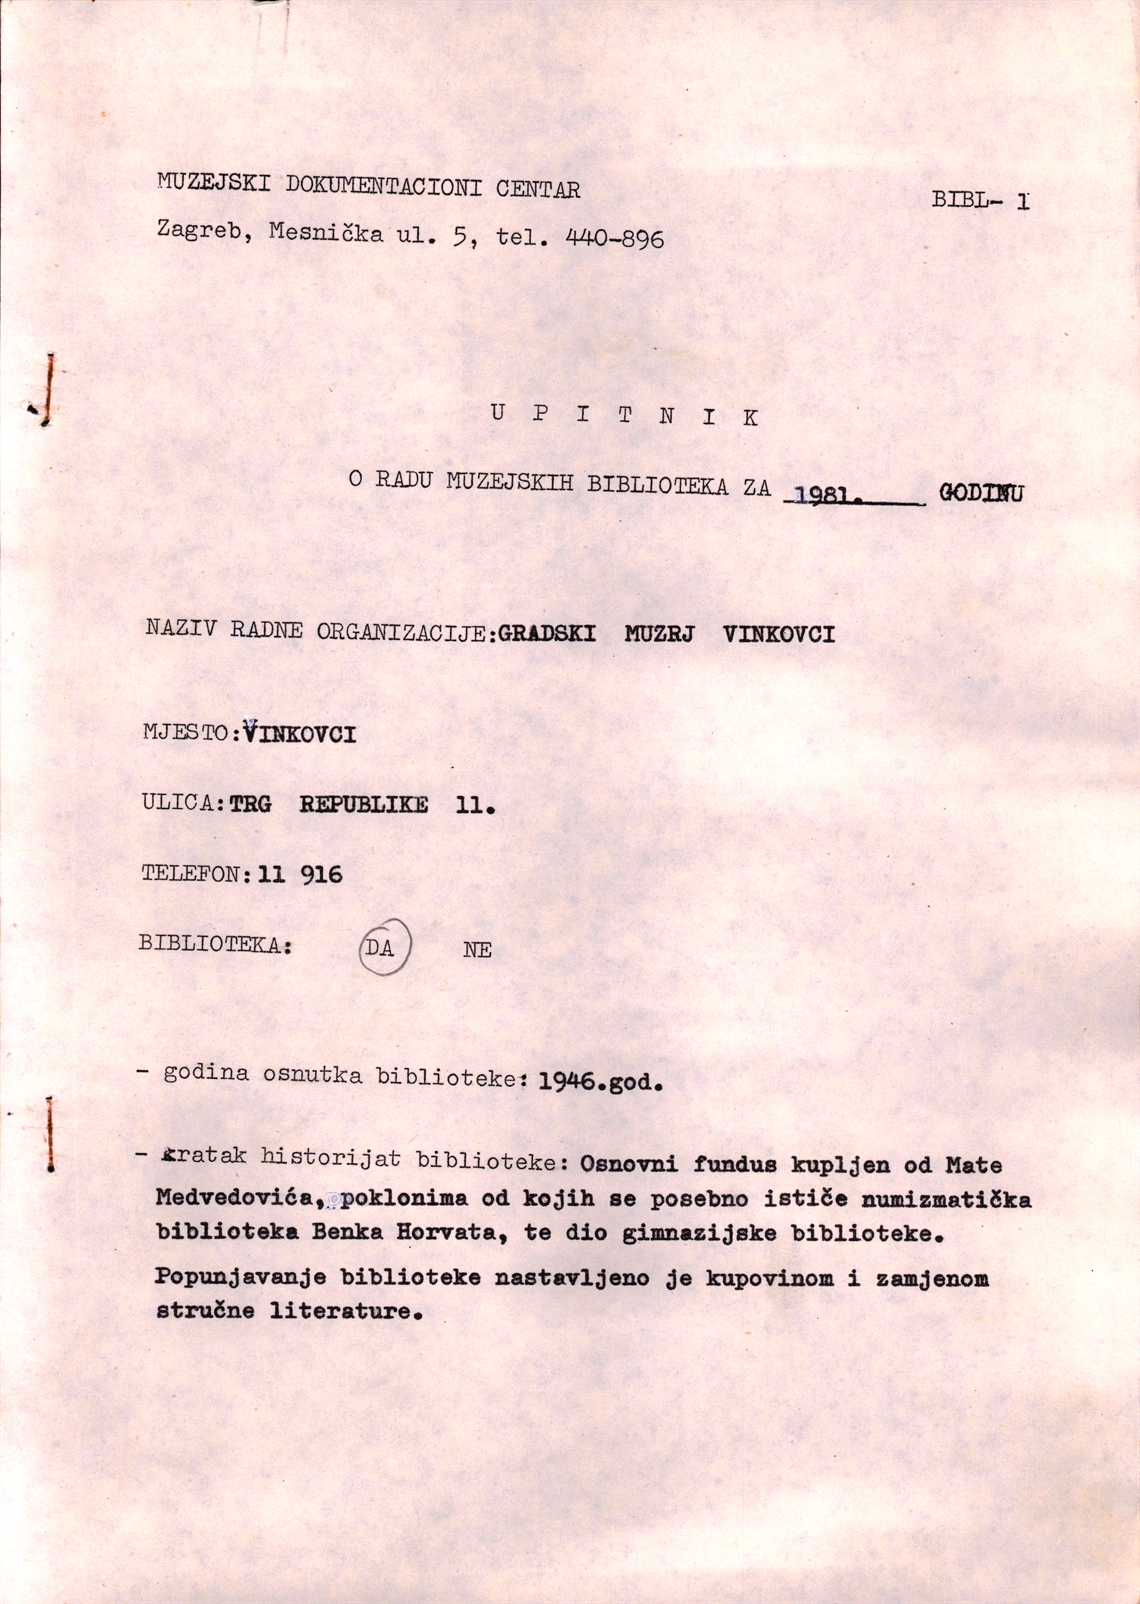 MUZEJSKI DOKUMENTACIONI CENTAR
BIBL- 1
Zagreb, Mesnička ul. 5, tel. 440-896
U P I T N I K
O RADU MUZEJSKIH BIBLIOTEKA ZA 1981. GODINU
NAZIV RADNE ORGANIZACIJE:GRADSKI MUZRJ VINKOVCI
MJESTO:VINKOVCI
ULICA:TRG REPUBLIKE 11.
TELEFON:11 916
BIBLIOTEKA: DA NE
- godina osnutka biblioteke: 1946.god.
- kratak historijat biblioteke: Osnovni fundus kupljen od Mate
Medvedovića, poklonima od kojih se posebno ističe numizmatička
biblioteka Benka Horvata, te dio gimnazijske biblioteke.
Popunjavanje biblioteke nastavljeno je kupovinom i zamjenom
stručne literature.